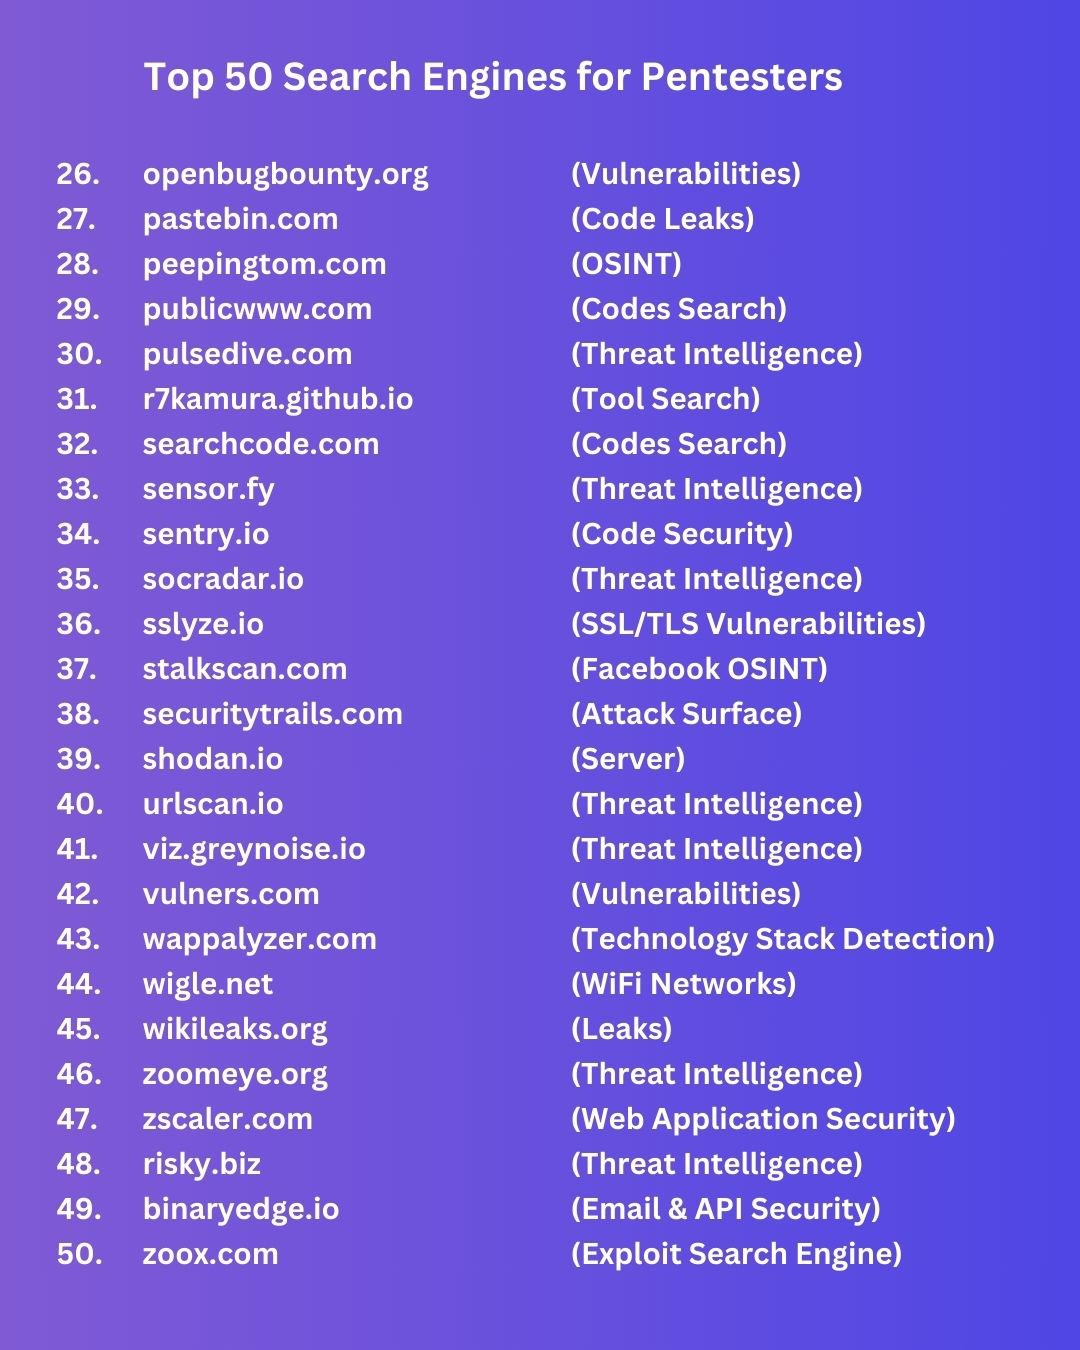 Top 50 Search Engines for Pentesters
26. openbugbounty.org (Vulnerabilities)
27. pastebin.com (Code Leaks)
28. peepingtom.com (OSINT)
29. publicwww.com (Codes Search)
30. pulsedive.com (Threat Intelligence)
31. r7kamura.github.io (Tool Search)
32. searchcode.com (Codes Search)
33. sensor.fy (Threat Intelligence)
34. sentry.io (Code Security)
35. socradar.io (Threat Intelligence)
36. sslyze.io (SSL/TLS Vulnerabilities)
37. stalkscan.com (Facebook OSINT)
38. securitytrails.com (Attack Surface)
39. shodan.io (Server)
40. urlscan.io (Threat Intelligence)
41. viz.greynoise.io (Threat Intelligence)
42. vulners.com (Vulnerabilities)
43. wappalyzer.com (Technology Stack Detection)
44. wigle.net (WiFi Networks)
45. wikileaks.org (Leaks)
46. zoomeye.org (Threat Intelligence)
47. zscaler.com (Web Application Security)
48. risky.biz (Threat Intelligence)
49. binaryedge.io (Email & API Security)
50. zoox.com (Exploit Search Engine)